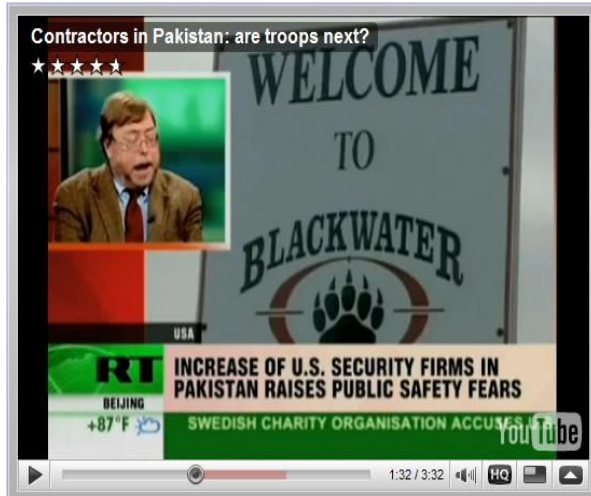 Contractors in Pakistan: are troops next?
WELCOME
TO
BLACKWATER
USA
RT
INCREASE OF U.S. SECURITY FIRMS IN
PAKISTAN RAISES PUBLIC SAFETY FEARS
BEIJING
+87°F
SWEDISH CHARITY ORGANISATION ACCUSES
YouTube
1:32 / 3:32
HQ